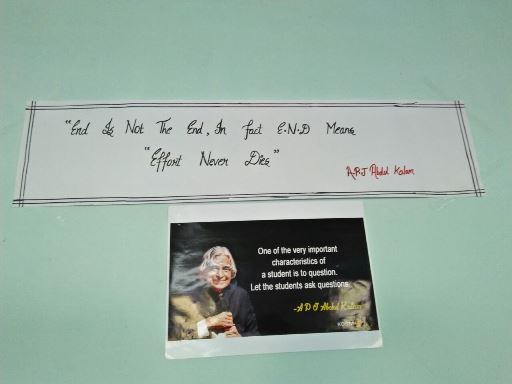 "End Is Not The End, In fact E.N.D Means
"Effort Never Dies"
A.P.J Abdul Kalam
One of the very important
characteristics of
a student is to question.
Let the students ask questions.
-A P J Abdul Kalam